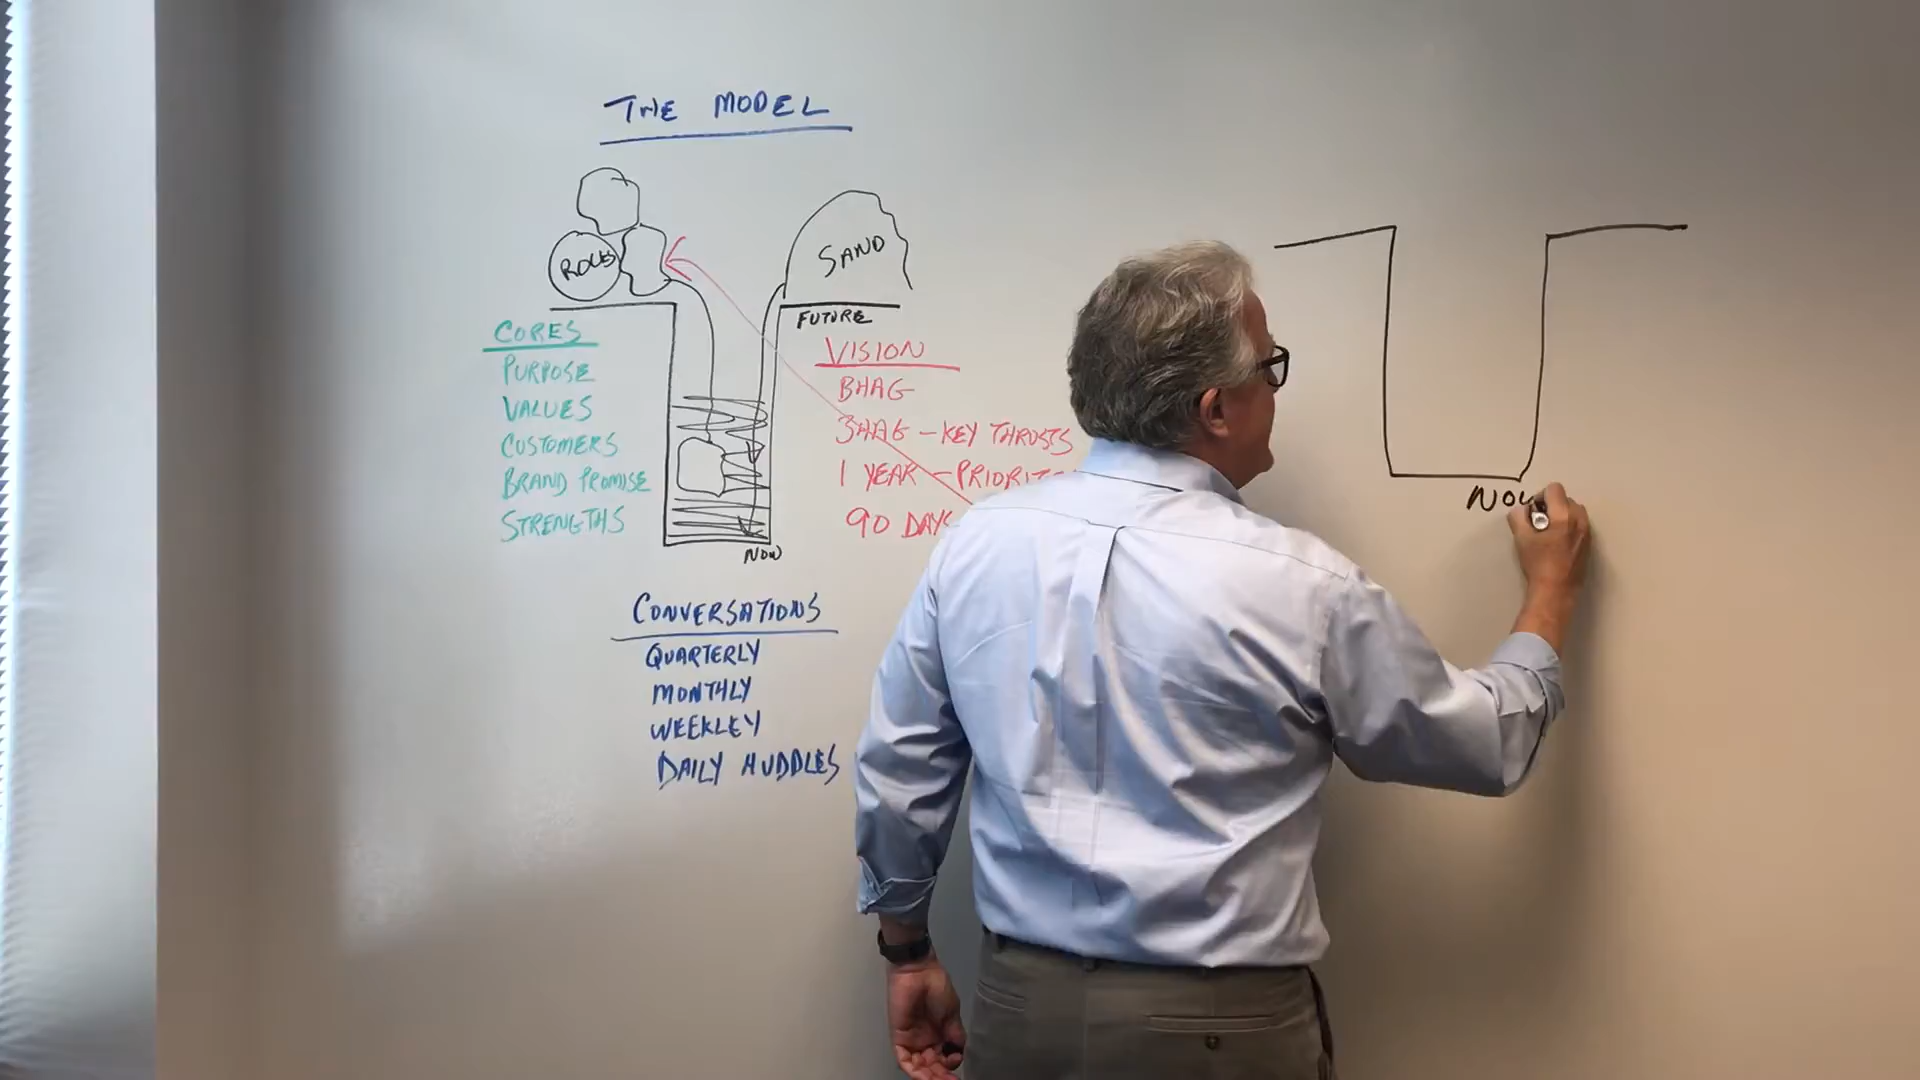 THE MODEL
ROCKS
SAND
FUTURE
CORES
PURPOSE
VALUES
CUSTOMERS
BRAND PROMISE
STRENGTHS
VISION
BHAG
3HAG - KEY THRUSTS
1 YEAR -
90 DAYS
NOW
CONVERSATIONS
QUARTERLY
MONTHLY
WEEKLEY
DAILY HUDDLES
NOW